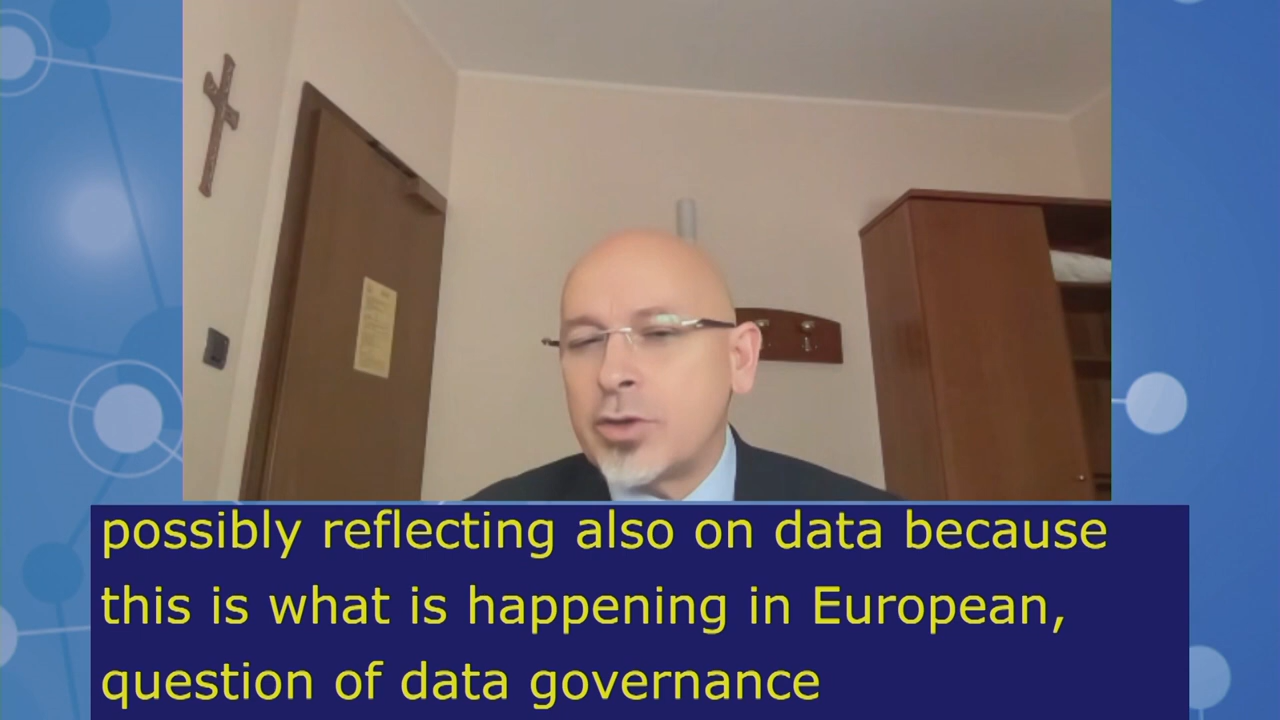 possibly reflecting also on data because
this is what is happening in European,
question of data governance